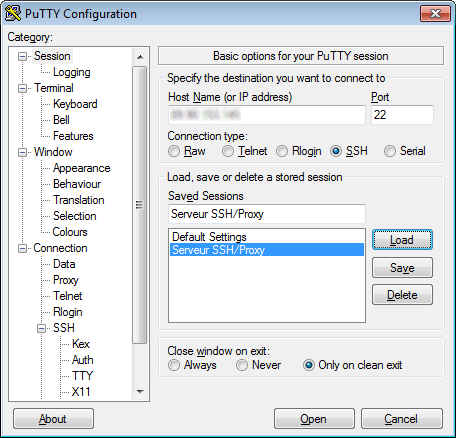 PuTTY Configuration
Category:
Session
Logging
Terminal
Keyboard
Bell
Features
Window
Appearance
Behaviour
Translation
Selection
Colours
Connection
Data
Proxy
Telnet
Rlogin
SSH
Kex
Auth
TTY
X11
Basic options for your PuTTY session
Specify the destination you want to connect to
Host Name (or IP address) Port
22
Connection type:
Raw Telnet Rlogin SSH Serial
Load, save or delete a stored session
Saved Sessions
Serveur SSH/Proxy
Default Settings
Serveur SSH/Proxy
Load
Save
Delete
Close window on exit:
Always Never Only on clean exit
About Open Cancel